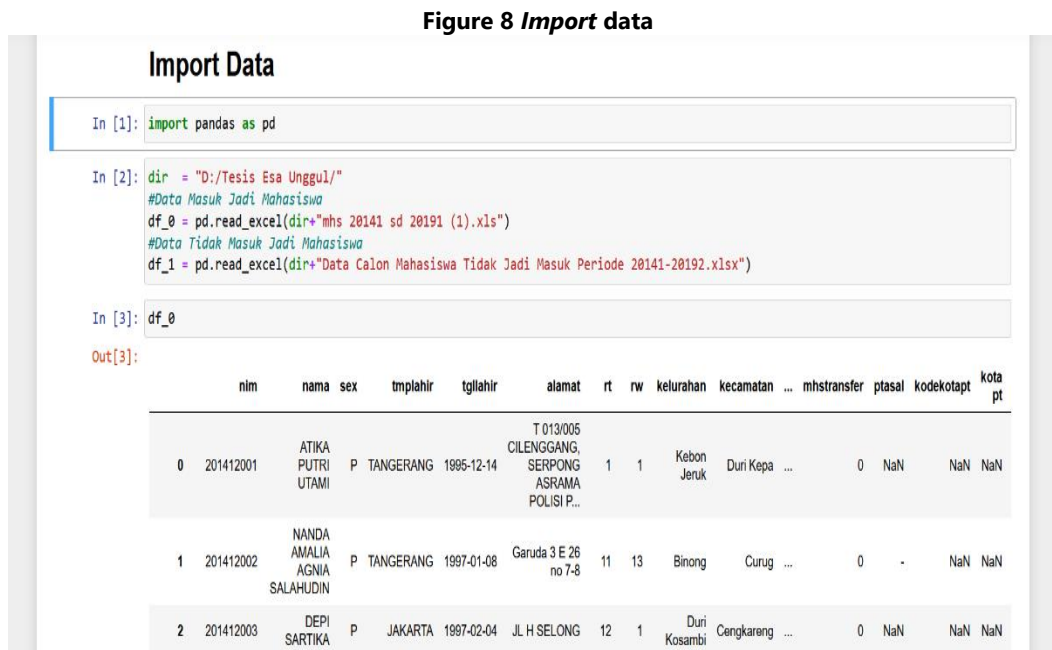 Figure 8 Import data
Import Data
In [1]: import pandas as pd
In [2]: dir = "D:/Tesis Esa Unggul/"
#Data Masuk Jadi Mahasiswa
df_0 = pd.read_excel(dir+"mhs 20141 sd 20191 (1).xls")
#Data Tidak Masuk Jadi Mahasiswa
df_1 = pd.read_excel(dir+"Data Calon Mahasiswa Tidak Jadi Masuk Periode 20141-20192.xlsx")
In [3]: df_0
Out[3]:
nim nama sex tmplahir tgllahir alamat rt rw kelurahan kecamatan ... mhstransfer ptasal kodekotapt kota pt
0 201412001 ATIKA PUTRI UTAMI P TANGERANG 1995-12-14 T 013/005 CILENGGANG, SERPONG ASRAMA POLISI P... 1 1 Kebon Jeruk Duri Kepa ... 0 NaN NaN NaN
1 201412002 NANDA AMALIA AGNIA SALAHUDIN P TANGERANG 1997-01-08 Garuda 3 E 26 no 7-8 11 13 Binong Curug ... 0 - NaN NaN
2 201412003 DEPI SARTIKA P JAKARTA 1997-02-04 JL H SELONG 12 1 Duri Kosambi Cengkareng ... 0 NaN NaN NaN